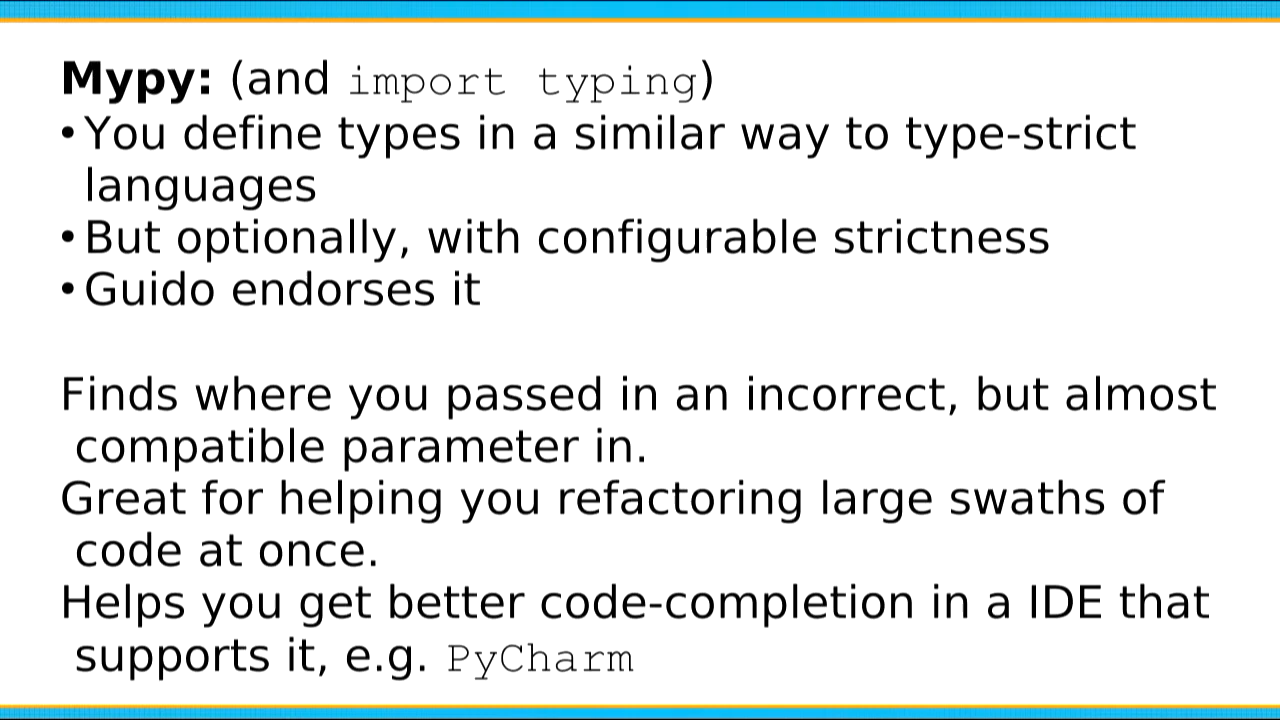 Mypy: (and import typing)
•You define types in a similar way to type-strict
languages
•But optionally, with configurable strictness
•Guido endorses it
Finds where you passed in an incorrect, but almost
compatible parameter in.
Great for helping you refactoring large swaths of
code at once.
Helps you get better code-completion in a IDE that
supports it, e.g. PyCharm